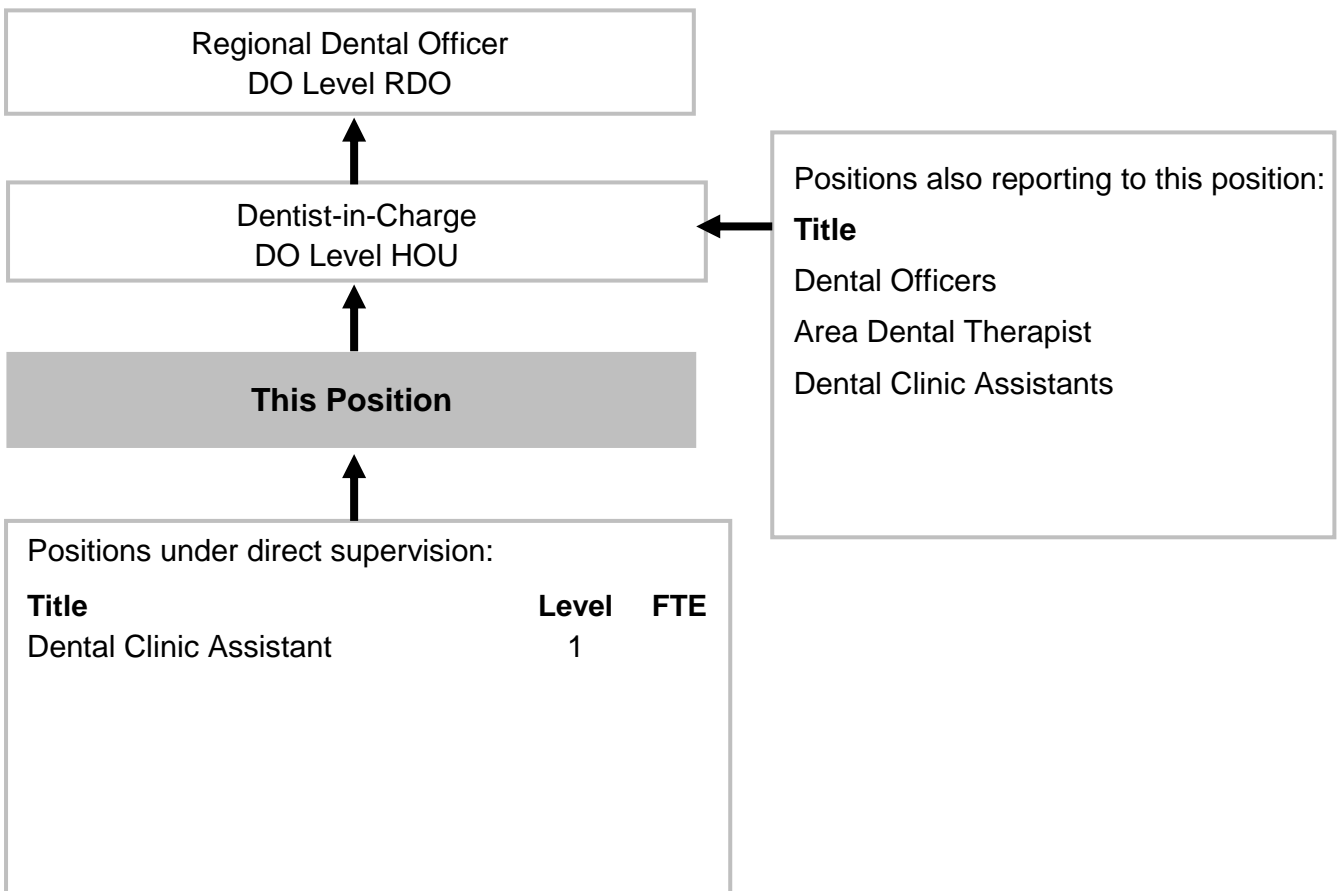 Regional Dental Officer
DO Level RDO
Dentist-in-Charge
DO Level HOU
This Position
Positions under direct supervision:
Title Level FTE
Dental Clinic Assistant 1
Positions also reporting to this position:
Title
Dental Officers
Area Dental Therapist
Dental Clinic Assistants